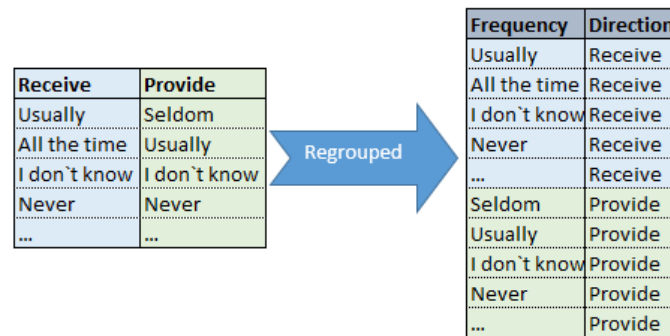 Receive Provide
Usually Seldom
All the time Usually
I don`t know I don`t know
Never Never
... ...
Regrouped
Frequency Direction
Usually Receive
All the time Receive
I don`t know Receive
Never Receive
... Receive
Seldom Provide
Usually Provide
I don`t know Provide
Never Provide
... Provide